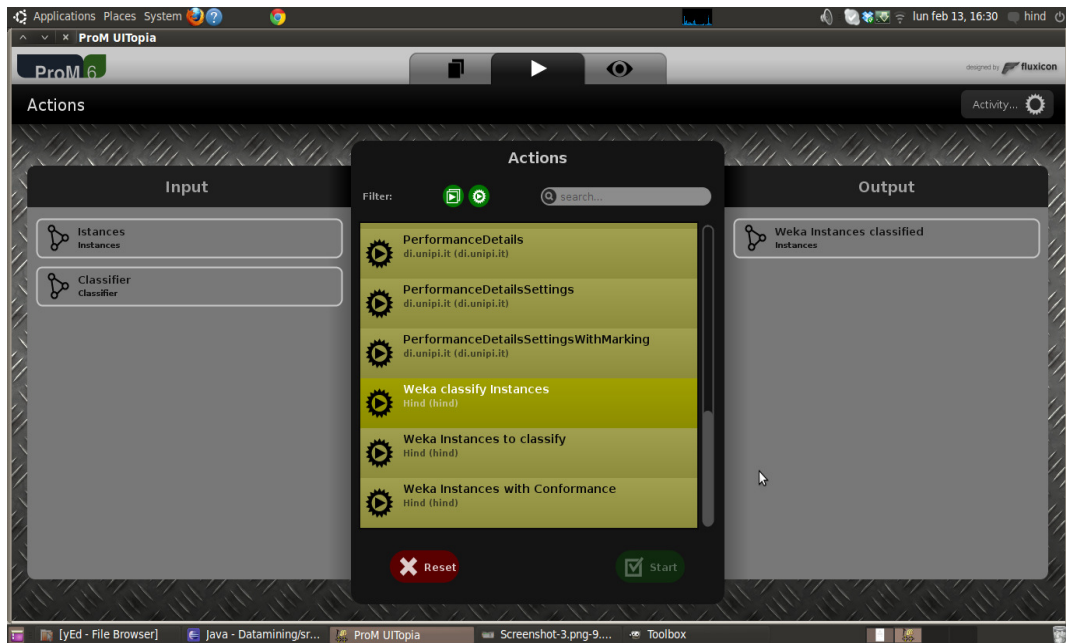 Applications Places System
lun feb 13, 16:30 hind
ProM UITopia
ProM 6
designed by fluxicon
Actions
Activity...
Actions
Input
Filter:
search...
Output
Istances
Instances
Classifier
Classifier
PerformanceDetails
di.unipi.it (di.unipi.it)
PerformanceDetailsSettings
di.unipi.it (di.unipi.it)
PerformanceDetailsSettingsWithMarking
di.unipi.it (di.unipi.it)
Weka classify Instances
Hind (hind)
Weka Instances to classify
Hind (hind)
Weka Instances with Conformance
Hind (hind)
Weka Instances classified
Instances
Reset
Start
[yEd - File Browser]
Java - Datamining/sr...
ProM UITopia
Screenshot-3.png-9....
Toolbox